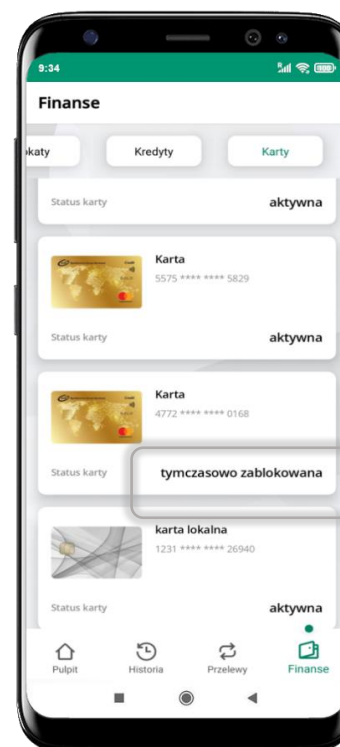 9:34
Finanse
katy
Kredyty
Karty
Status karty
aktywna
Karta
5575 **** **** 5829
Status karty
aktywna
Karta
4772 **** **** 0168
Status karty
tymczasowo zablokowana
karta lokalna
1231 **** **** 26940
Status karty
aktywna
Pulpit
Historia
Przelewy
Finanse